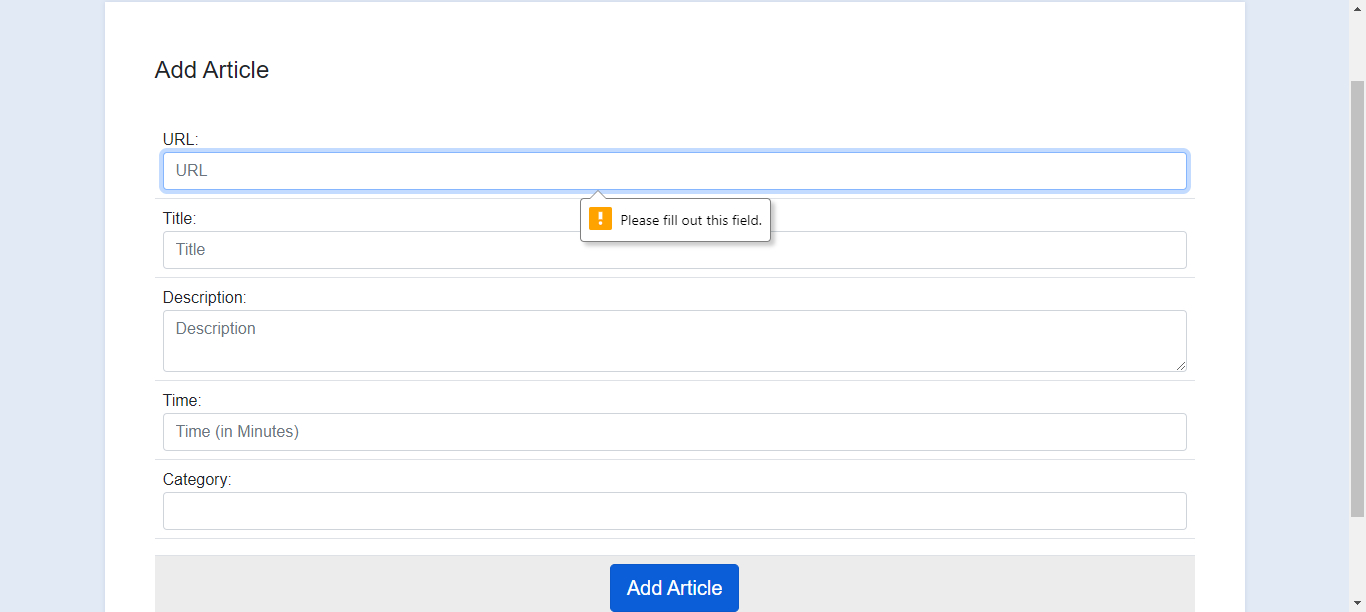 Add Article
URL:
URL
Please fill out this field.
Title:
Title
Description:
Description
Time:
Time (in Minutes)
Category:
Add Article